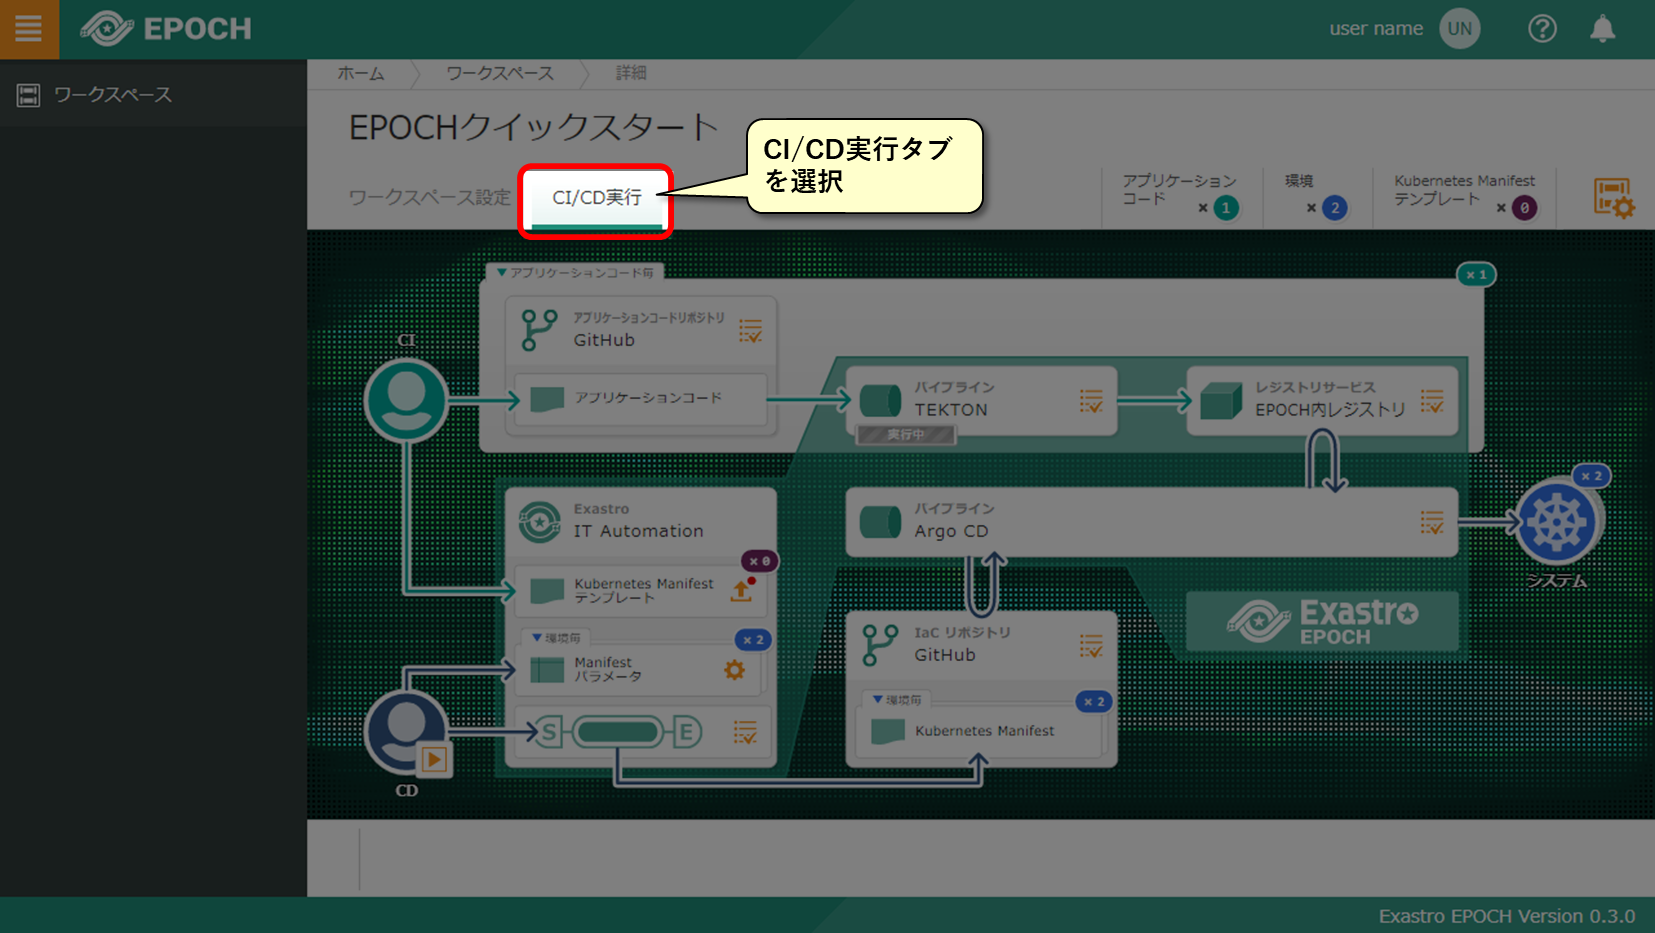 EPOCH
user name
UN
ワークスペース
ホーム
ワークスペース
詳細
EPOCHクイックスタート
CI/CD実行タブ
を選択
ワークスペース設定
CI/CD実行
アプリケーション
コード
× 1
環境
× 2
Kubernetes Manifest
テンプレート
× 0
▼アプリケーションコード毎
× 1
アプリケーションコードリポジトリ
GitHub
アプリケーションコード
CI
パイプライン
TEKTON
実行中
レジストリサービス
EPOCH内レジストリ
Exastro
IT Automation
× 0
Kubernetes Manifest
テンプレート
▼環境毎
× 2
Manifest
パラメータ
S
E
CD
パイプライン
Argo CD
× 2
システム
IaC リポジトリ
GitHub
▼環境毎
× 2
Kubernetes Manifest
Exastro
EPOCH
Exastro EPOCH Version 0.3.0